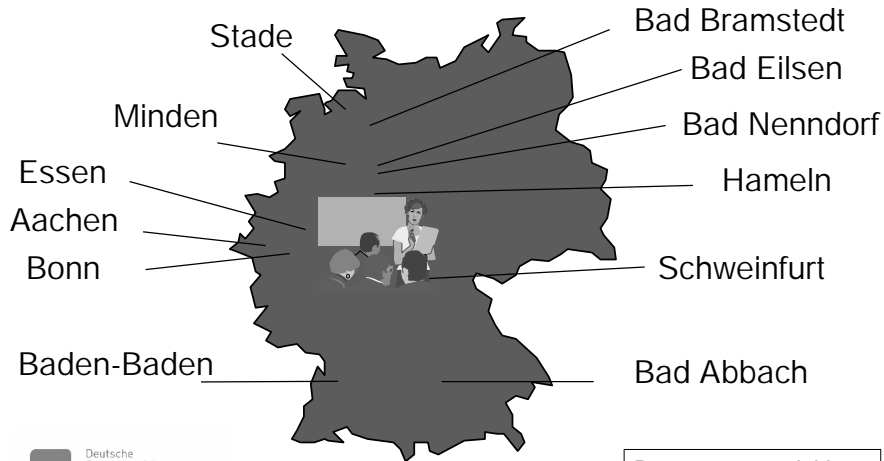 Bad Bramstedt
Stade
Bad Eilsen
Minden
Bad Nenndorf
Essen
Hameln
Aachen
Bonn
Schweinfurt
Baden-Baden
Bad Abbach
Deutsche